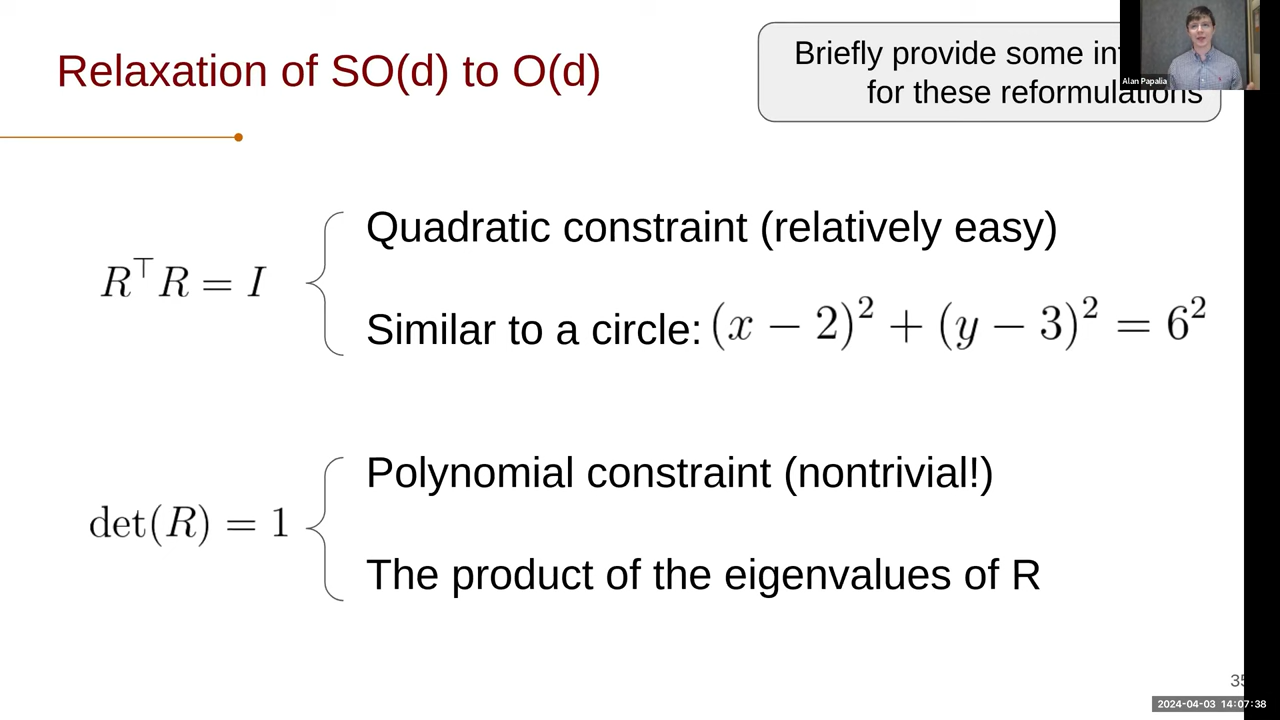 Relaxation of SO(d) to O(d)
Briefly provide some
for these reformulations
Alan Papalia
R⊤R = I
Quadratic constraint (relatively easy)
Similar to a circle: (x − 2)² + (y − 3)² = 6²
det(R) = 1
Polynomial constraint (nontrivial!)
The product of the eigenvalues of R
35
2024-04-03 14:07:38